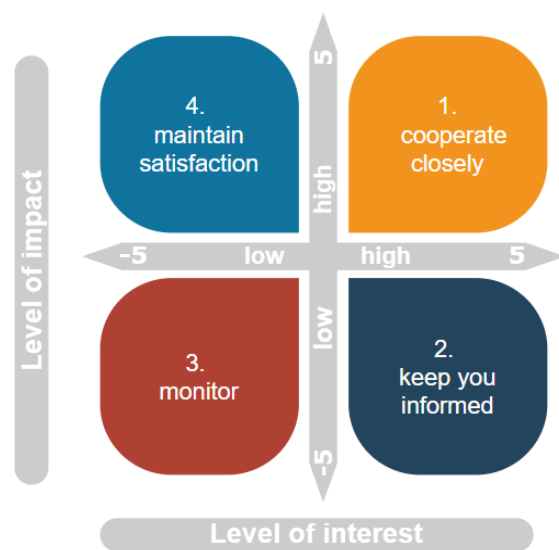 4.
maintain
satisfaction
1.
cooperate
closely
5
high
-5
low
high
5
low
-5
3.
monitor
2.
keep you
informed
Level of impact
Level of interest